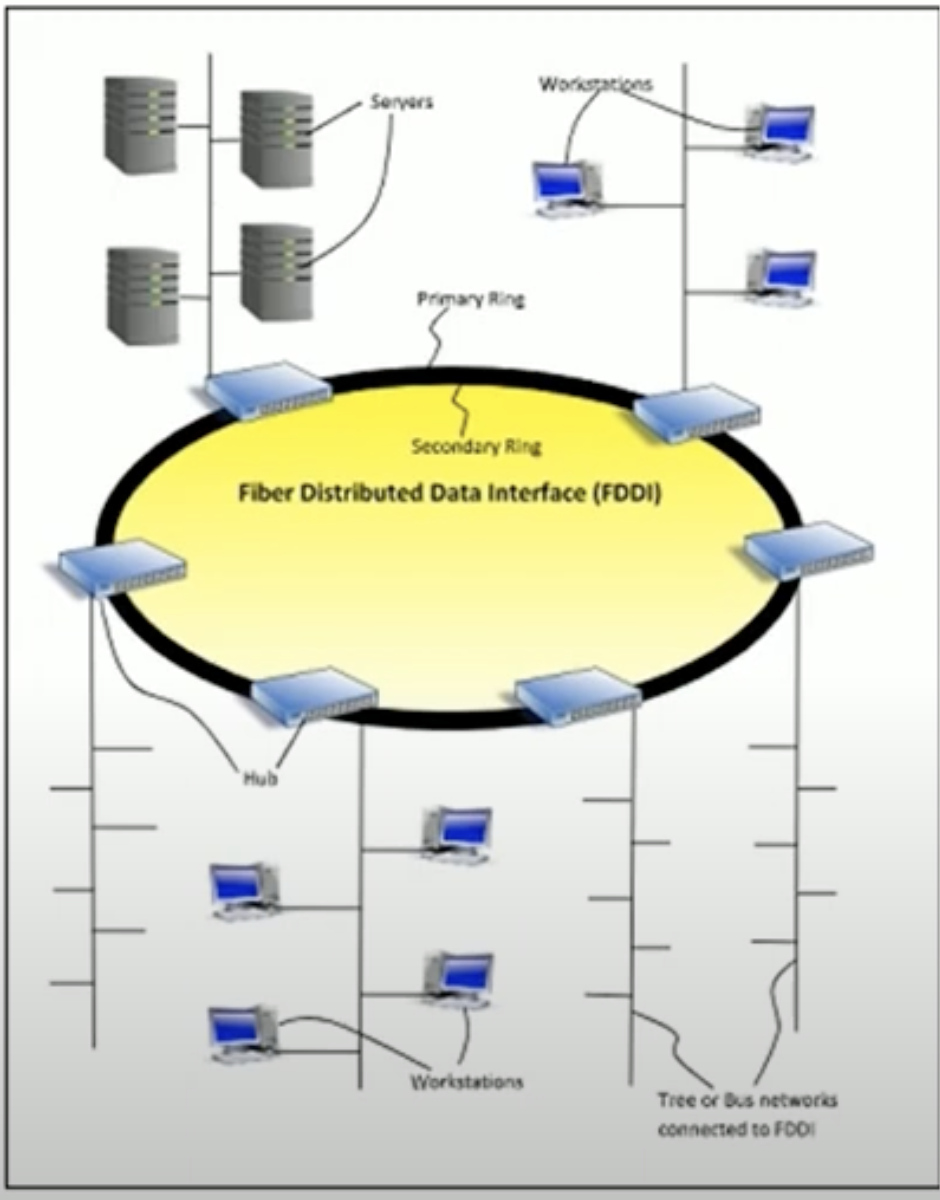 Servers
Workstations
Primary Ring
Secondary Ring
Fiber Distributed Data Interface (FDDI)
Hub
Workstations
Tree or Bus networks
connected to FDDI